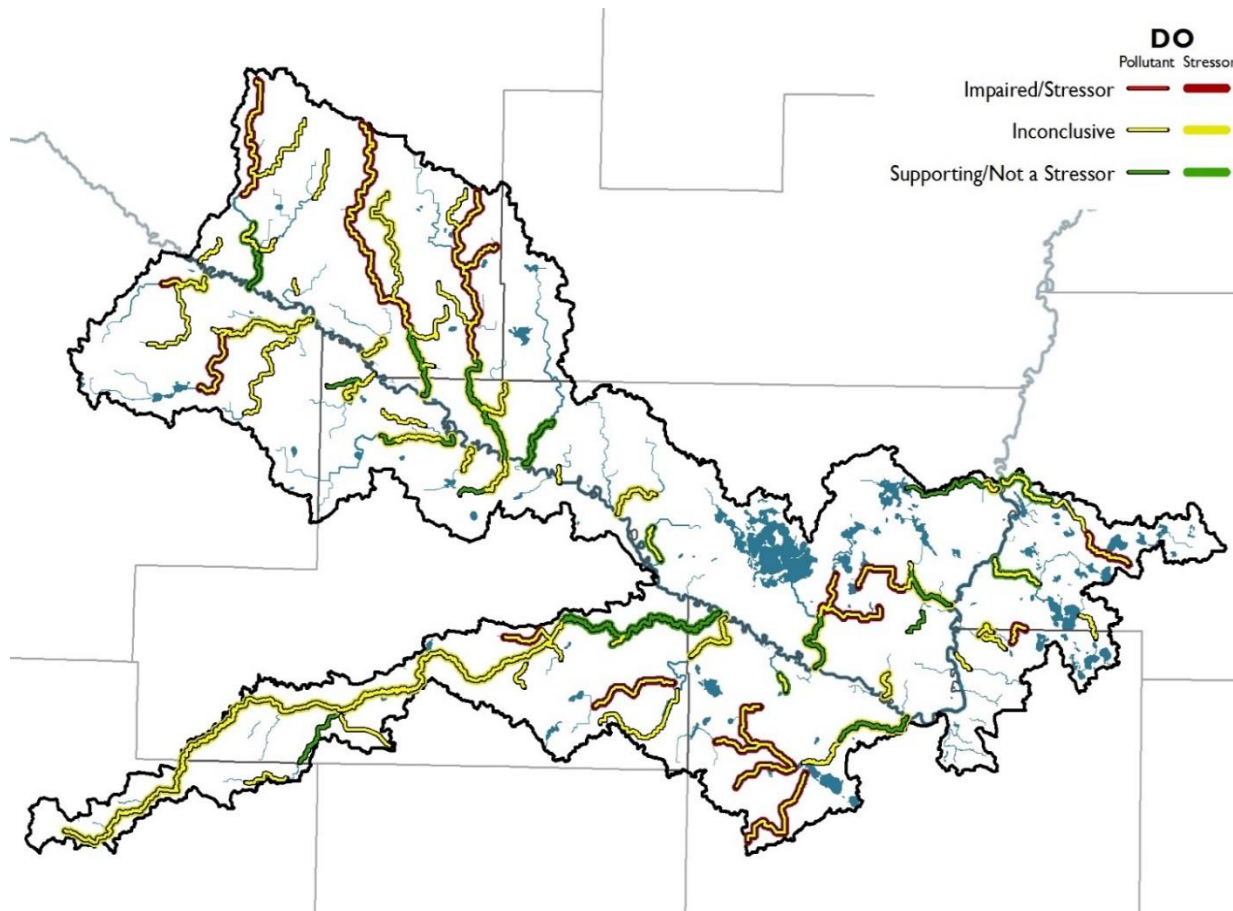 DO
Pollutant Stressor
Impaired/Stressor
Inconclusive
Supporting/Not a Stressor